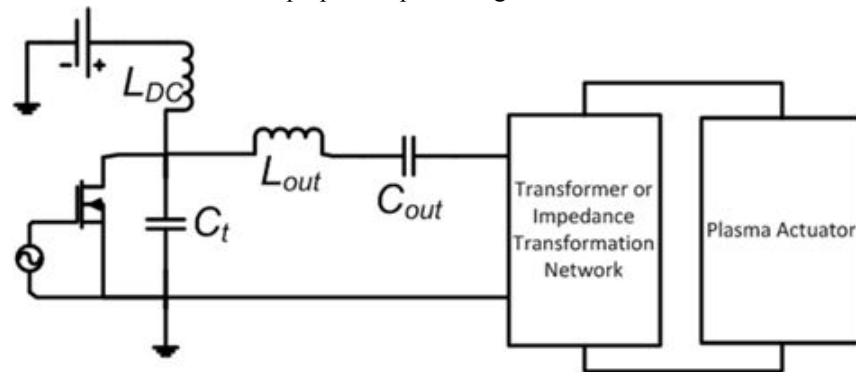 - +
L_DC
L_out
C_out
C_t
Transformer or
Impedance
Transformation
Network
Plasma Actuator